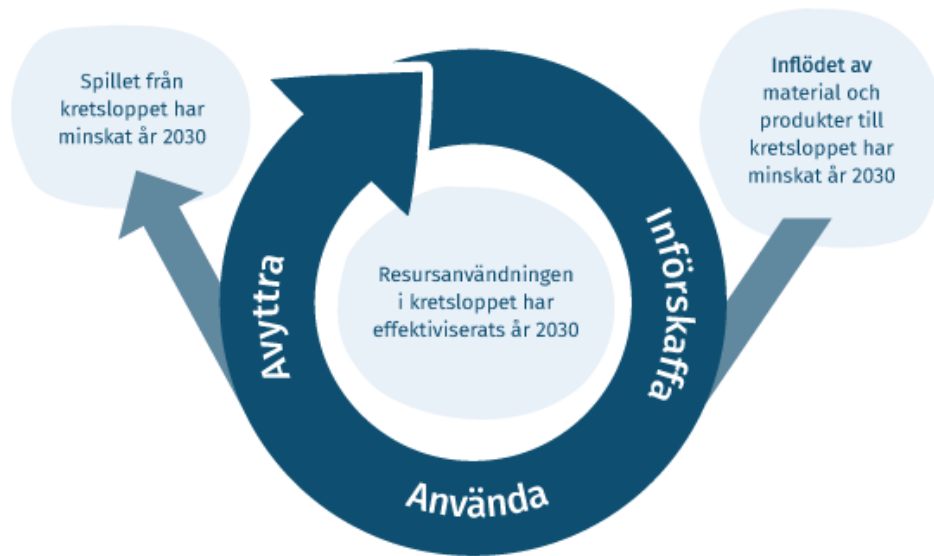 Spillet från
kretsloppet har
minskat år 2030
Inflödet av
material och
produkter till
kretsloppet har
minskat år 2030
Resursanvändningen
i kretsloppet har
effektiviserats år 2030
Införskaffa
Använda
Avyttra